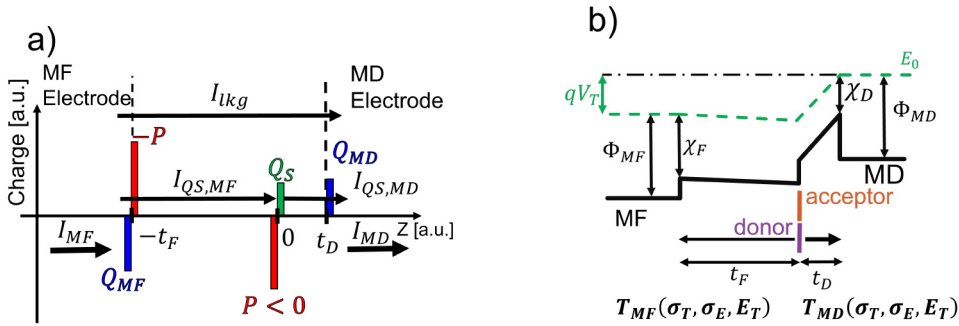 a)
MF
Electrode
MD
Electrode
I_lkg
Charge [a.u.]
−P
Q_MD
Q_S
I_QS,MF
I_QS,MD
I_MF
−t_F
0
t_D
I_MD
Z [a.u.]
Q_MF
P < 0
b)
E_0
qV_T
χ_D
Φ_MD
Φ_MF
χ_F
MD
MF
acceptor
donor
t_F
t_D
T_MF(σ_T, σ_E, E_T)
T_MD(σ_T, σ_E, E_T)